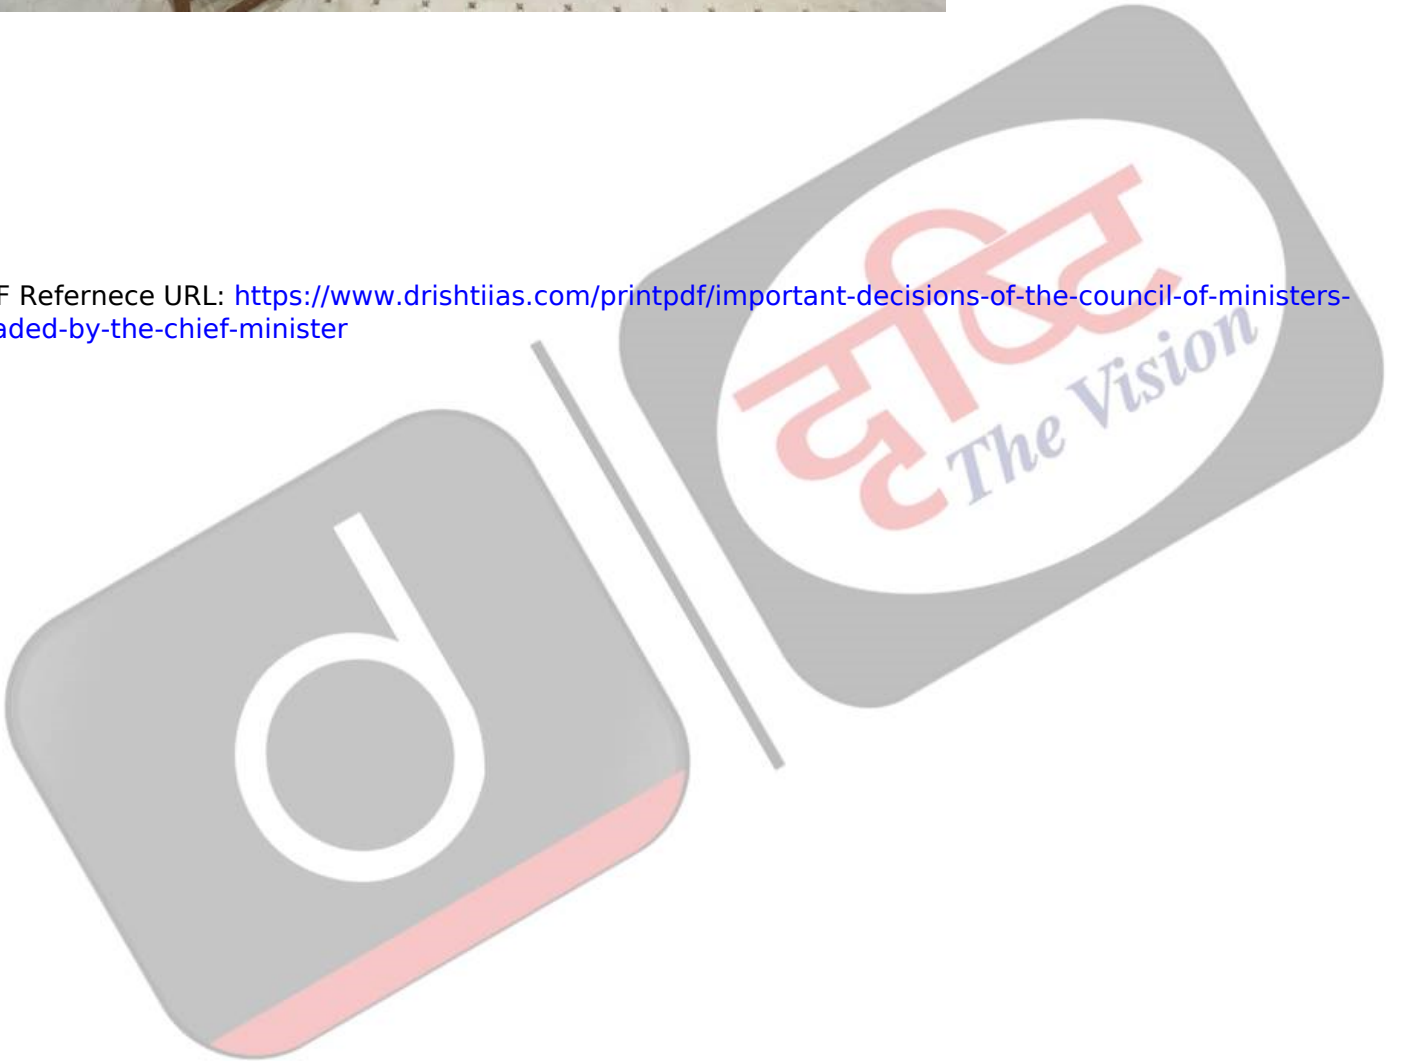 F Refernece URL: https://www.drishtiias.com/printpdf/important-decisions-of-the-council-of-ministers-
aded-by-the-chief-minister
दृष्टि
The Vision
d